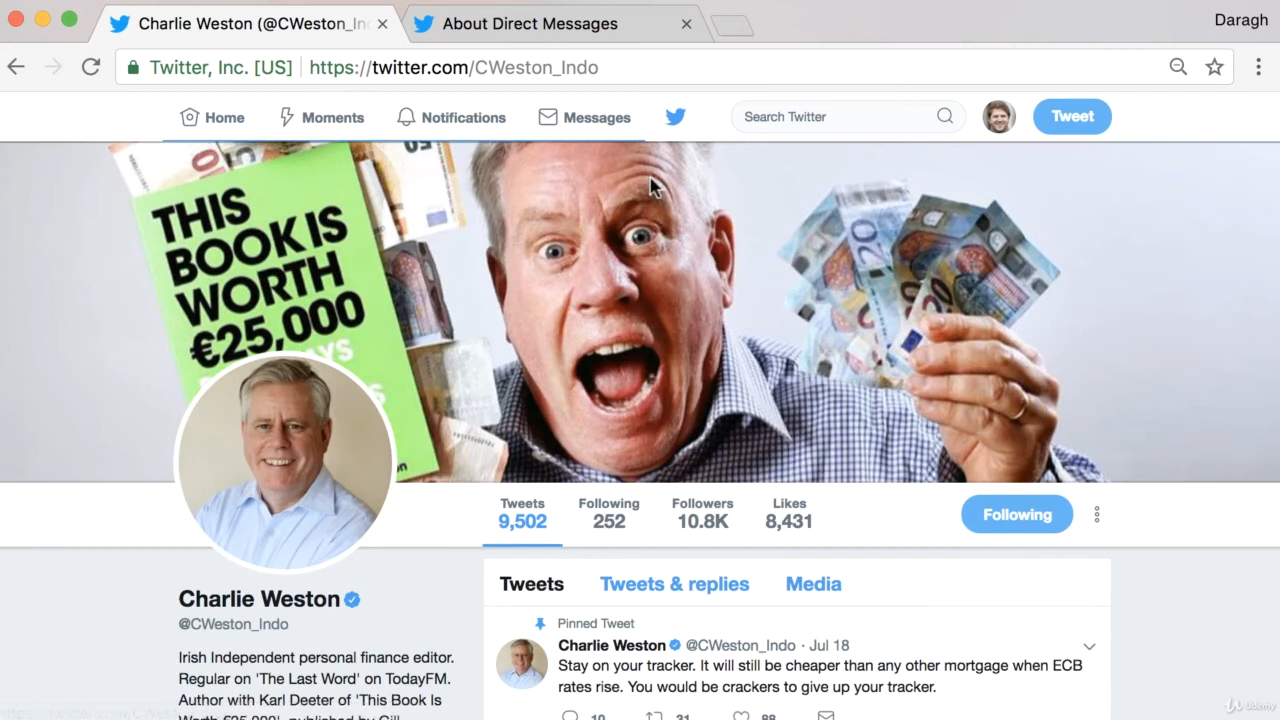 Charlie Weston (@CWeston_In
About Direct Messages
Daragh
Twitter, Inc. [US]
https://twitter.com/CWeston_Indo
Home
Moments
Notifications
Messages
Search Twitter
Tweet
THIS
BOOK IS
WORTH
€25,000
20
Tweets
9,502
Following
252
Followers
10.8K
Likes
8,431
Following
Charlie Weston
@CWeston_Indo
Irish Independent personal finance editor.
Regular on 'The Last Word' on TodayFM.
Author with Karl Deeter of 'This Book Is
Worth €25,000', published by Gill
Tweets
Tweets & replies
Media
Pinned Tweet
Charlie Weston @CWeston_Indo · Jul 18
Stay on your tracker. It will still be cheaper than any other mortgage when ECB
rates rise. You would be crackers to give up your tracker.
10
31
88
Udemy